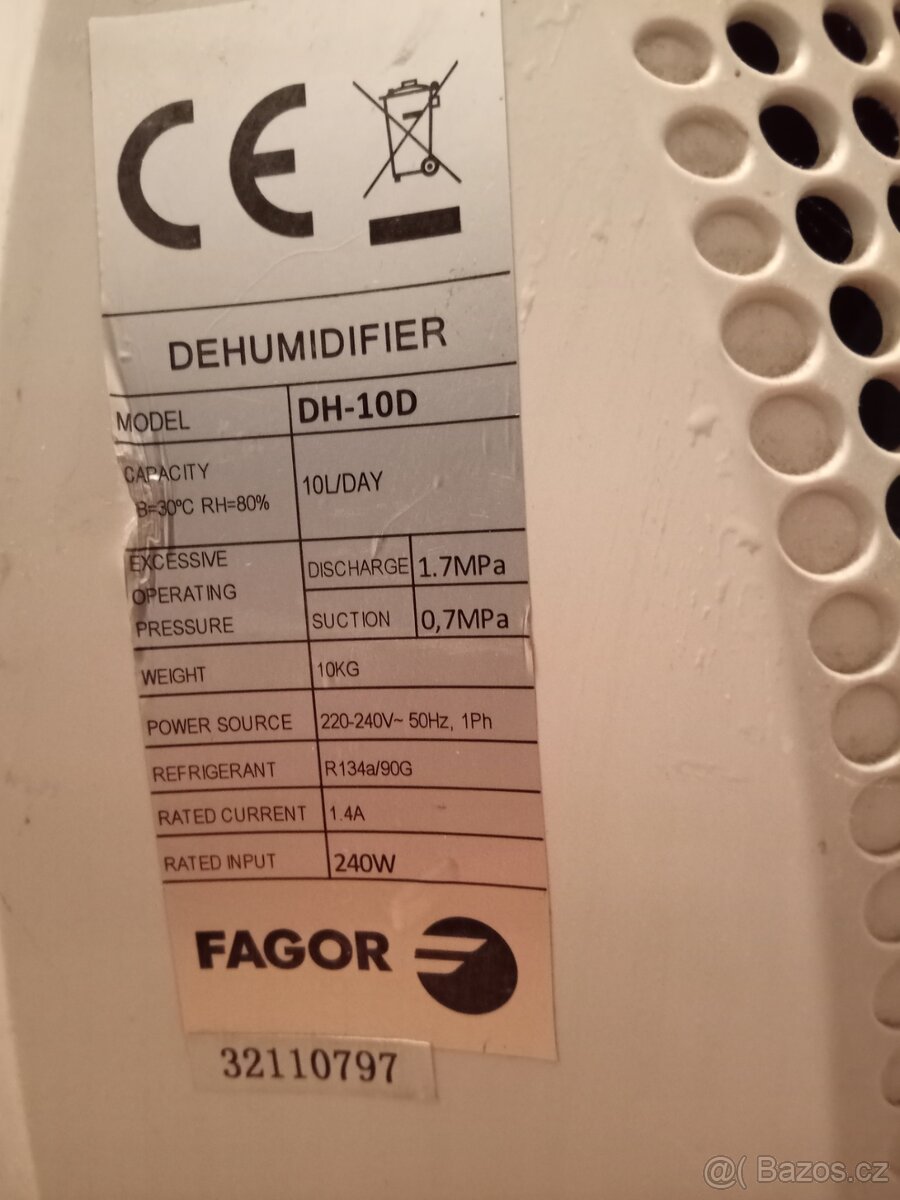 CE
DEHUMIDIFIER
MODEL DH-10D
CAPACITY
B=30ºC RH=80% 10L/DAY
EXCESSIVE
OPERATING
PRESSURE
DISCHARGE 1.7MPa
SUCTION 0,7MPa
WEIGHT 10KG
POWER SOURCE 220-240V~ 50Hz, 1Ph
REFRIGERANT R134a/90G
RATED CURRENT 1.4A
RATED INPUT 240W
FAGOR
32110797
@( Bazos.cz